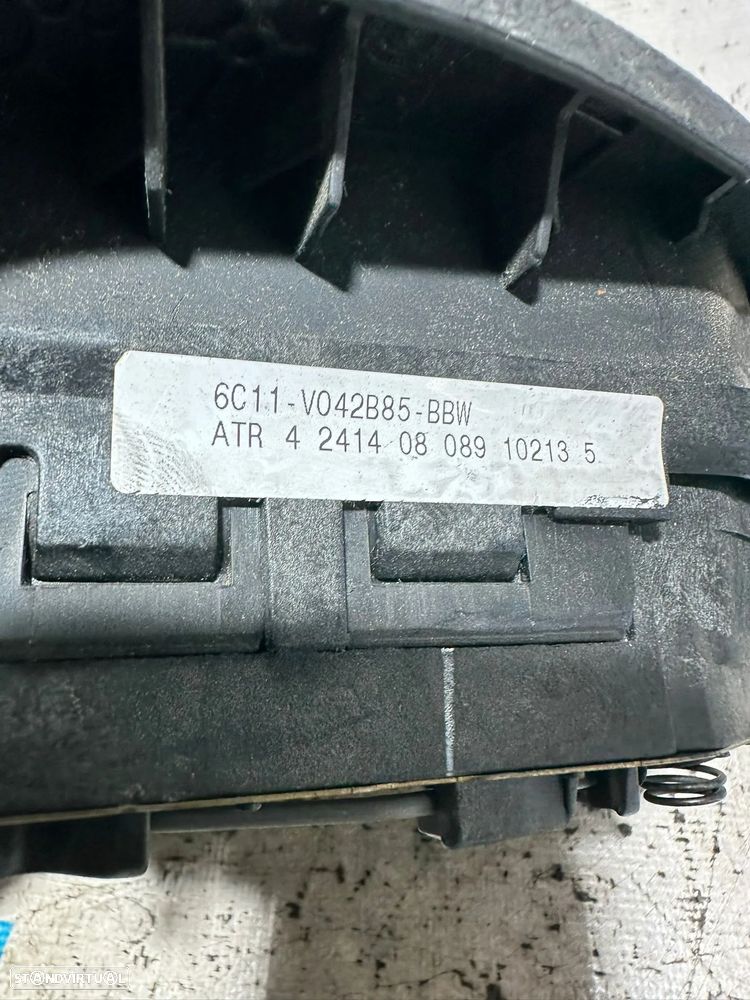 6C11-V042B85-BBW
ATR 4 2414 08 089 10213 5
STANDVIRTUAL